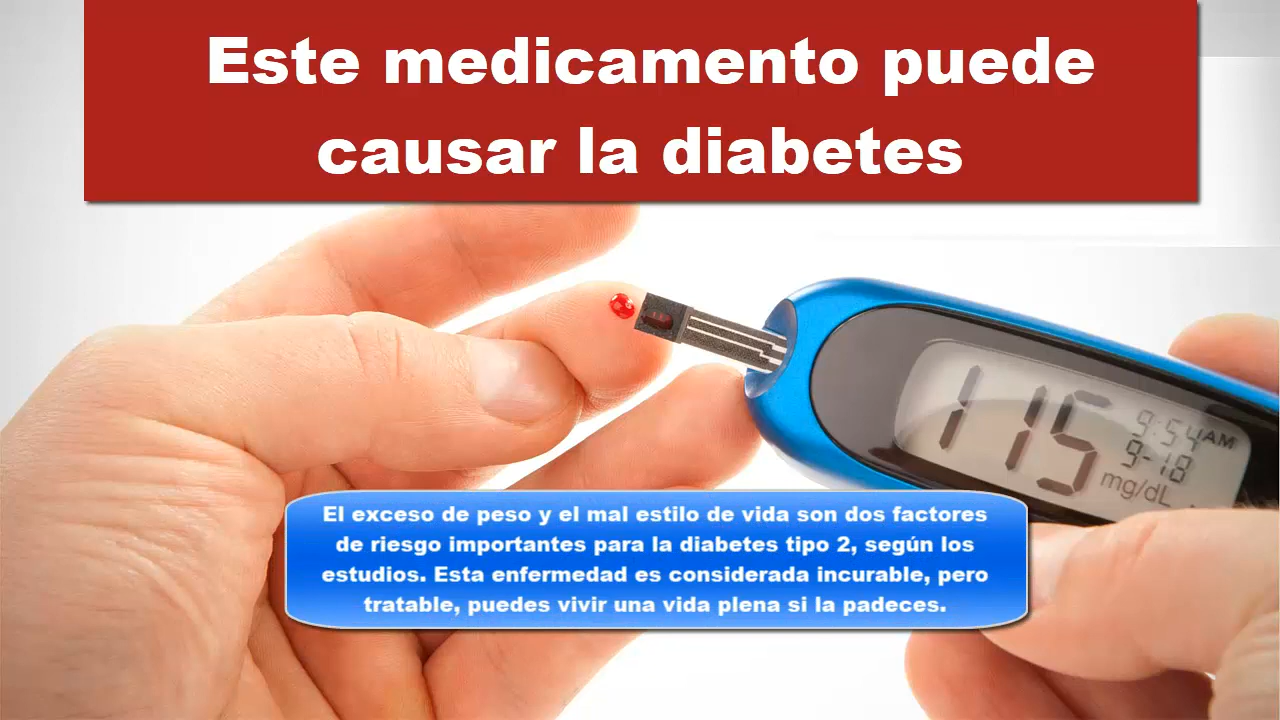 Este medicamento puede
causar la diabetes
115
9:54AM
9-18
mg/dL
El exceso de peso y el mal estilo de vida son dos factores
de riesgo importantes para la diabetes tipo 2, según los
estudios. Esta enfermedad es considerada incurable, pero
tratable, puedes vivir una vida plena si la padeces.